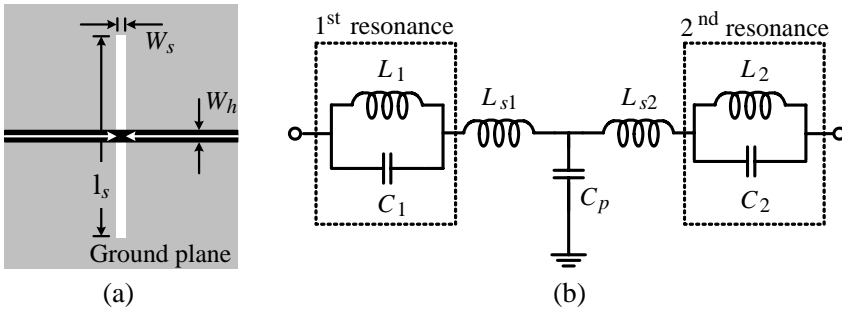 W_s
W_h
l_s
Ground plane
(a)
1st resonance
L_1
C_1
L_s1
C_p
L_s2
2nd resonance
L_2
C_2
(b)